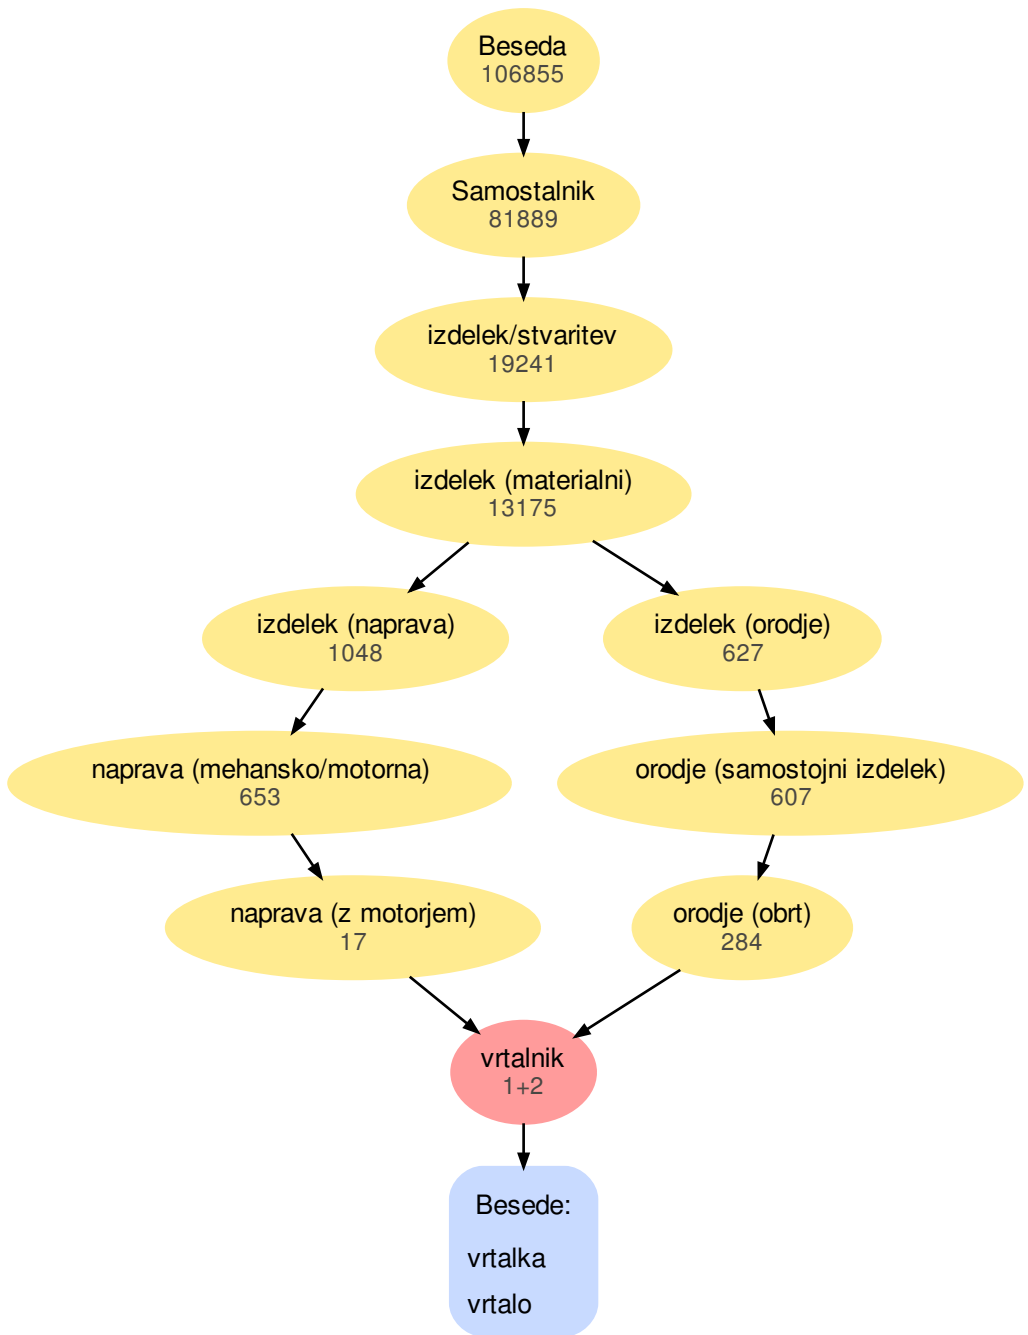 Beseda
106855
Samostalnik
81889
izdelek/stvaritev
19241
izdelek (materialni)
13175
izdelek (naprava)
1048
izdelek (orodje)
627
naprava (mehansko/motorna)
653
orodje (samostojni izdelek)
607
naprava (z motorjem)
17
orodje (obrt)
284
vrtalnik
1+2
Besede:
vrtalka
vrtalo